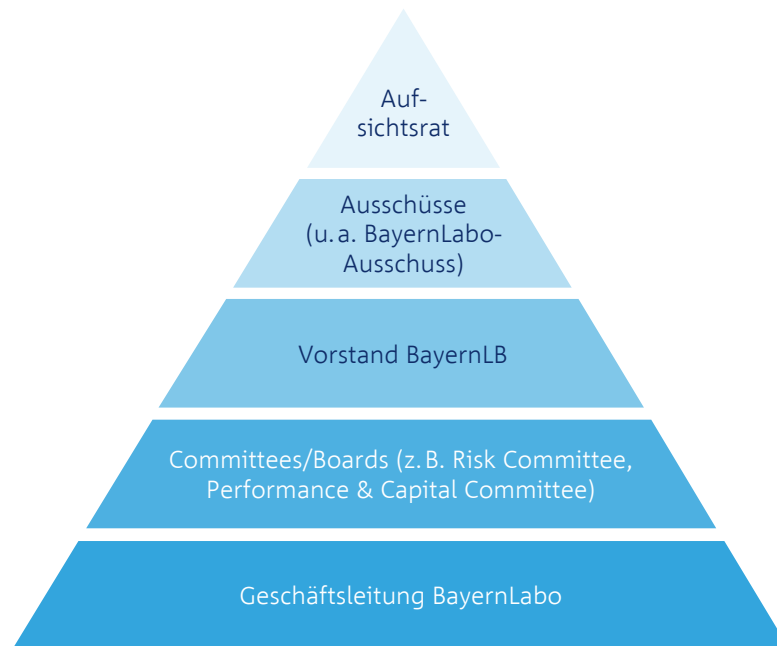 Auf-
sichtsrat
Ausschüsse
(u. a. BayernLabo-
Ausschuss)
Vorstand BayernLB
Committees/Boards (z. B. Risk Committee,
Performance & Capital Committee)
Geschäftsleitung BayernLabo